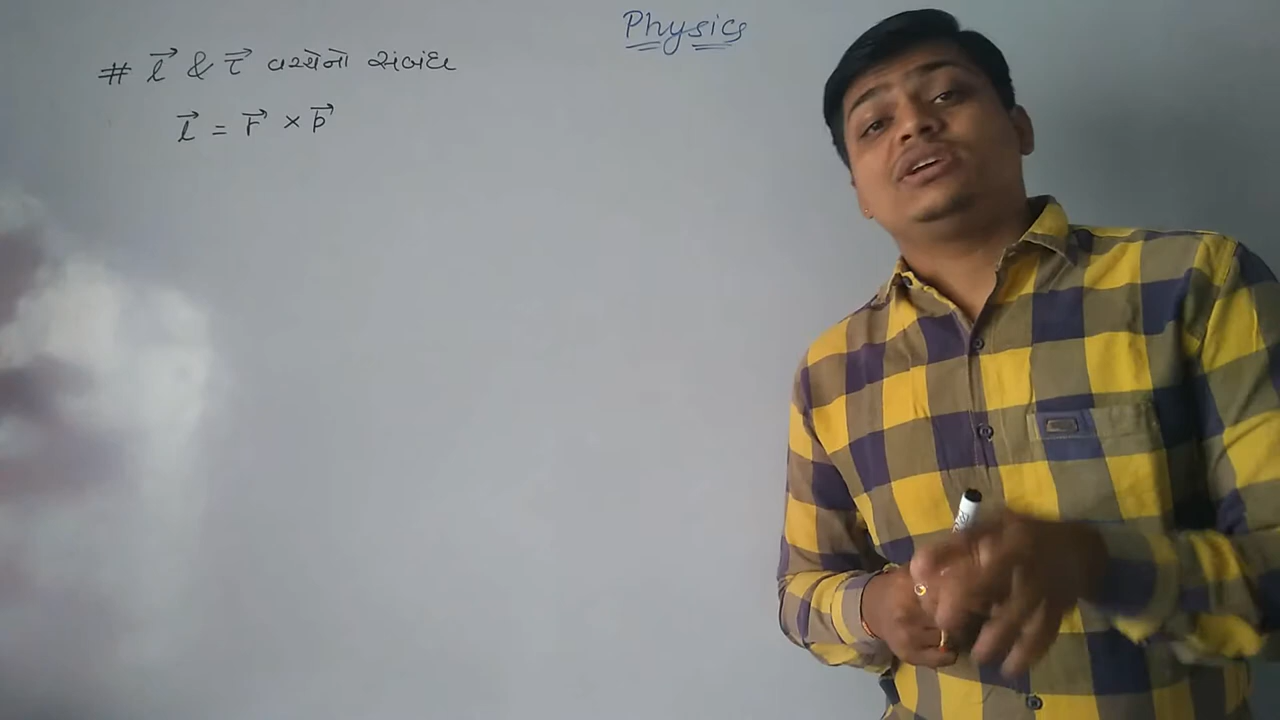 Physics
# l⃗ & τ⃗ વચ્ચેનો સંબંધ
l⃗ = r⃗ × p⃗